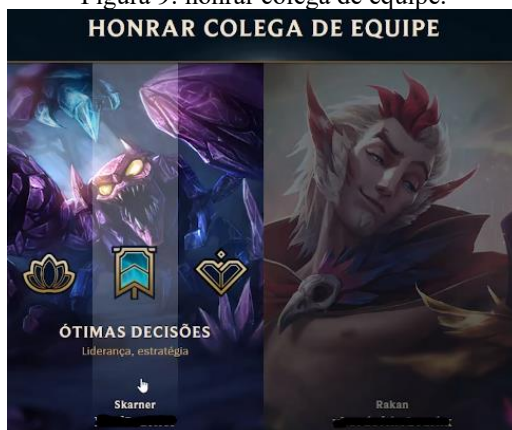 Figura 9: honrar colega de equipe.
HONRAR COLEGA DE EQUIPE
ÓTIMAS DECISÕES
Liderança, estratégia
Skarner
Rakan